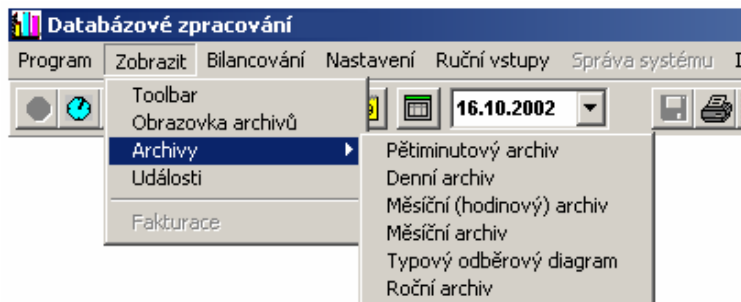 Databázové zpracování
Program Zobrazit Bilancování Nastavení Ruční vstupy Správa systému
16.10.2002
Toolbar
Obrazovka archivů
Archivy
Události
Fakturace
Pětiminutový archiv
Denní archiv
Měsíční (hodinový) archiv
Měsíční archiv
Typový odběrový diagram
Roční archiv